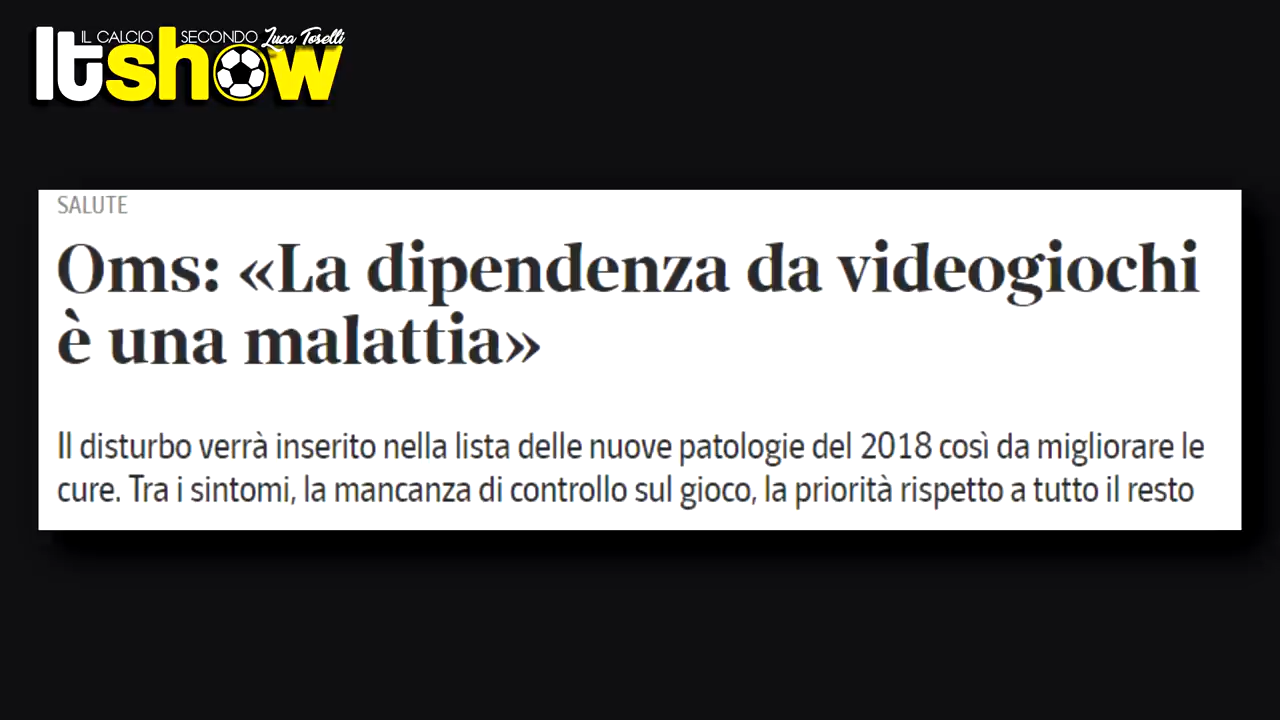 IL CALCIO SECONDO Luca Toselli
ltshow
SALUTE
Oms: «La dipendenza da videogiochi
è una malattia»
Il disturbo verrà inserito nella lista delle nuove patologie del 2018 così da migliorare le
cure. Tra i sintomi, la mancanza di controllo sul gioco, la priorità rispetto a tutto il resto